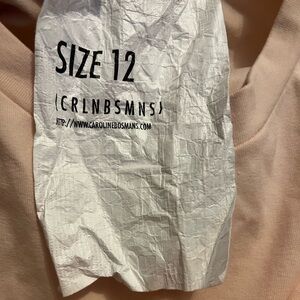 SIZE 12
(CRLNBSMNS)
HTTP://WWW.CAROLINEBOSMANS.COM